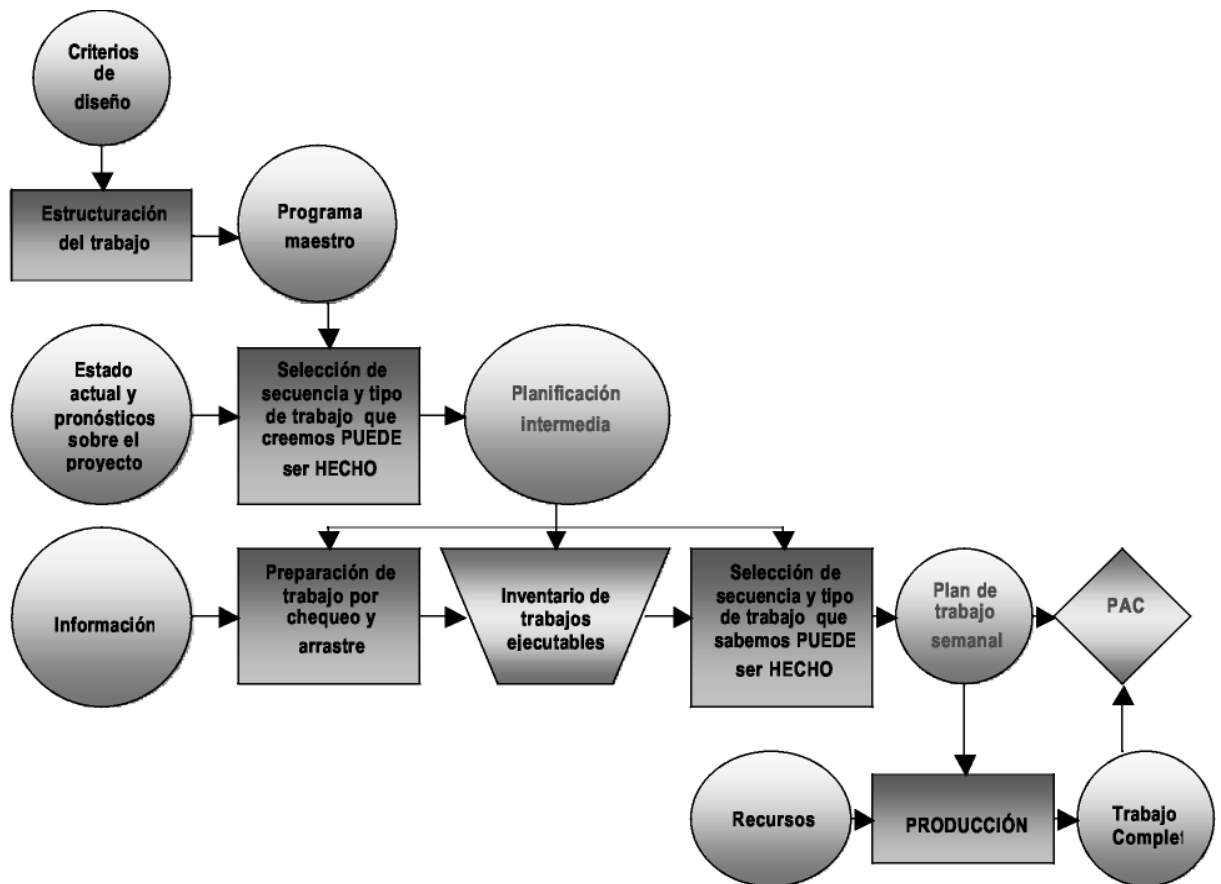 Criterios
de
diseño
Estructuración
del trabajo
Programa
maestro
Estado
actual y
pronósticos
sobre el
proyecto
Selección de
secuencia y tipo
de trabajo que
creemos PUEDE
ser HECHO
Planificación
intermedia
Información
Preparación de
trabajo por
chequeo y
arrastre
Inventario de
trabajos
ejecutables
Selección de
secuencia y tipo
de trabajo que
sabemos PUEDE
ser HECHO
Plan de
trabajo
semanal
PAC
Recursos
PRODUCCIÓN
Trabajo
Complet